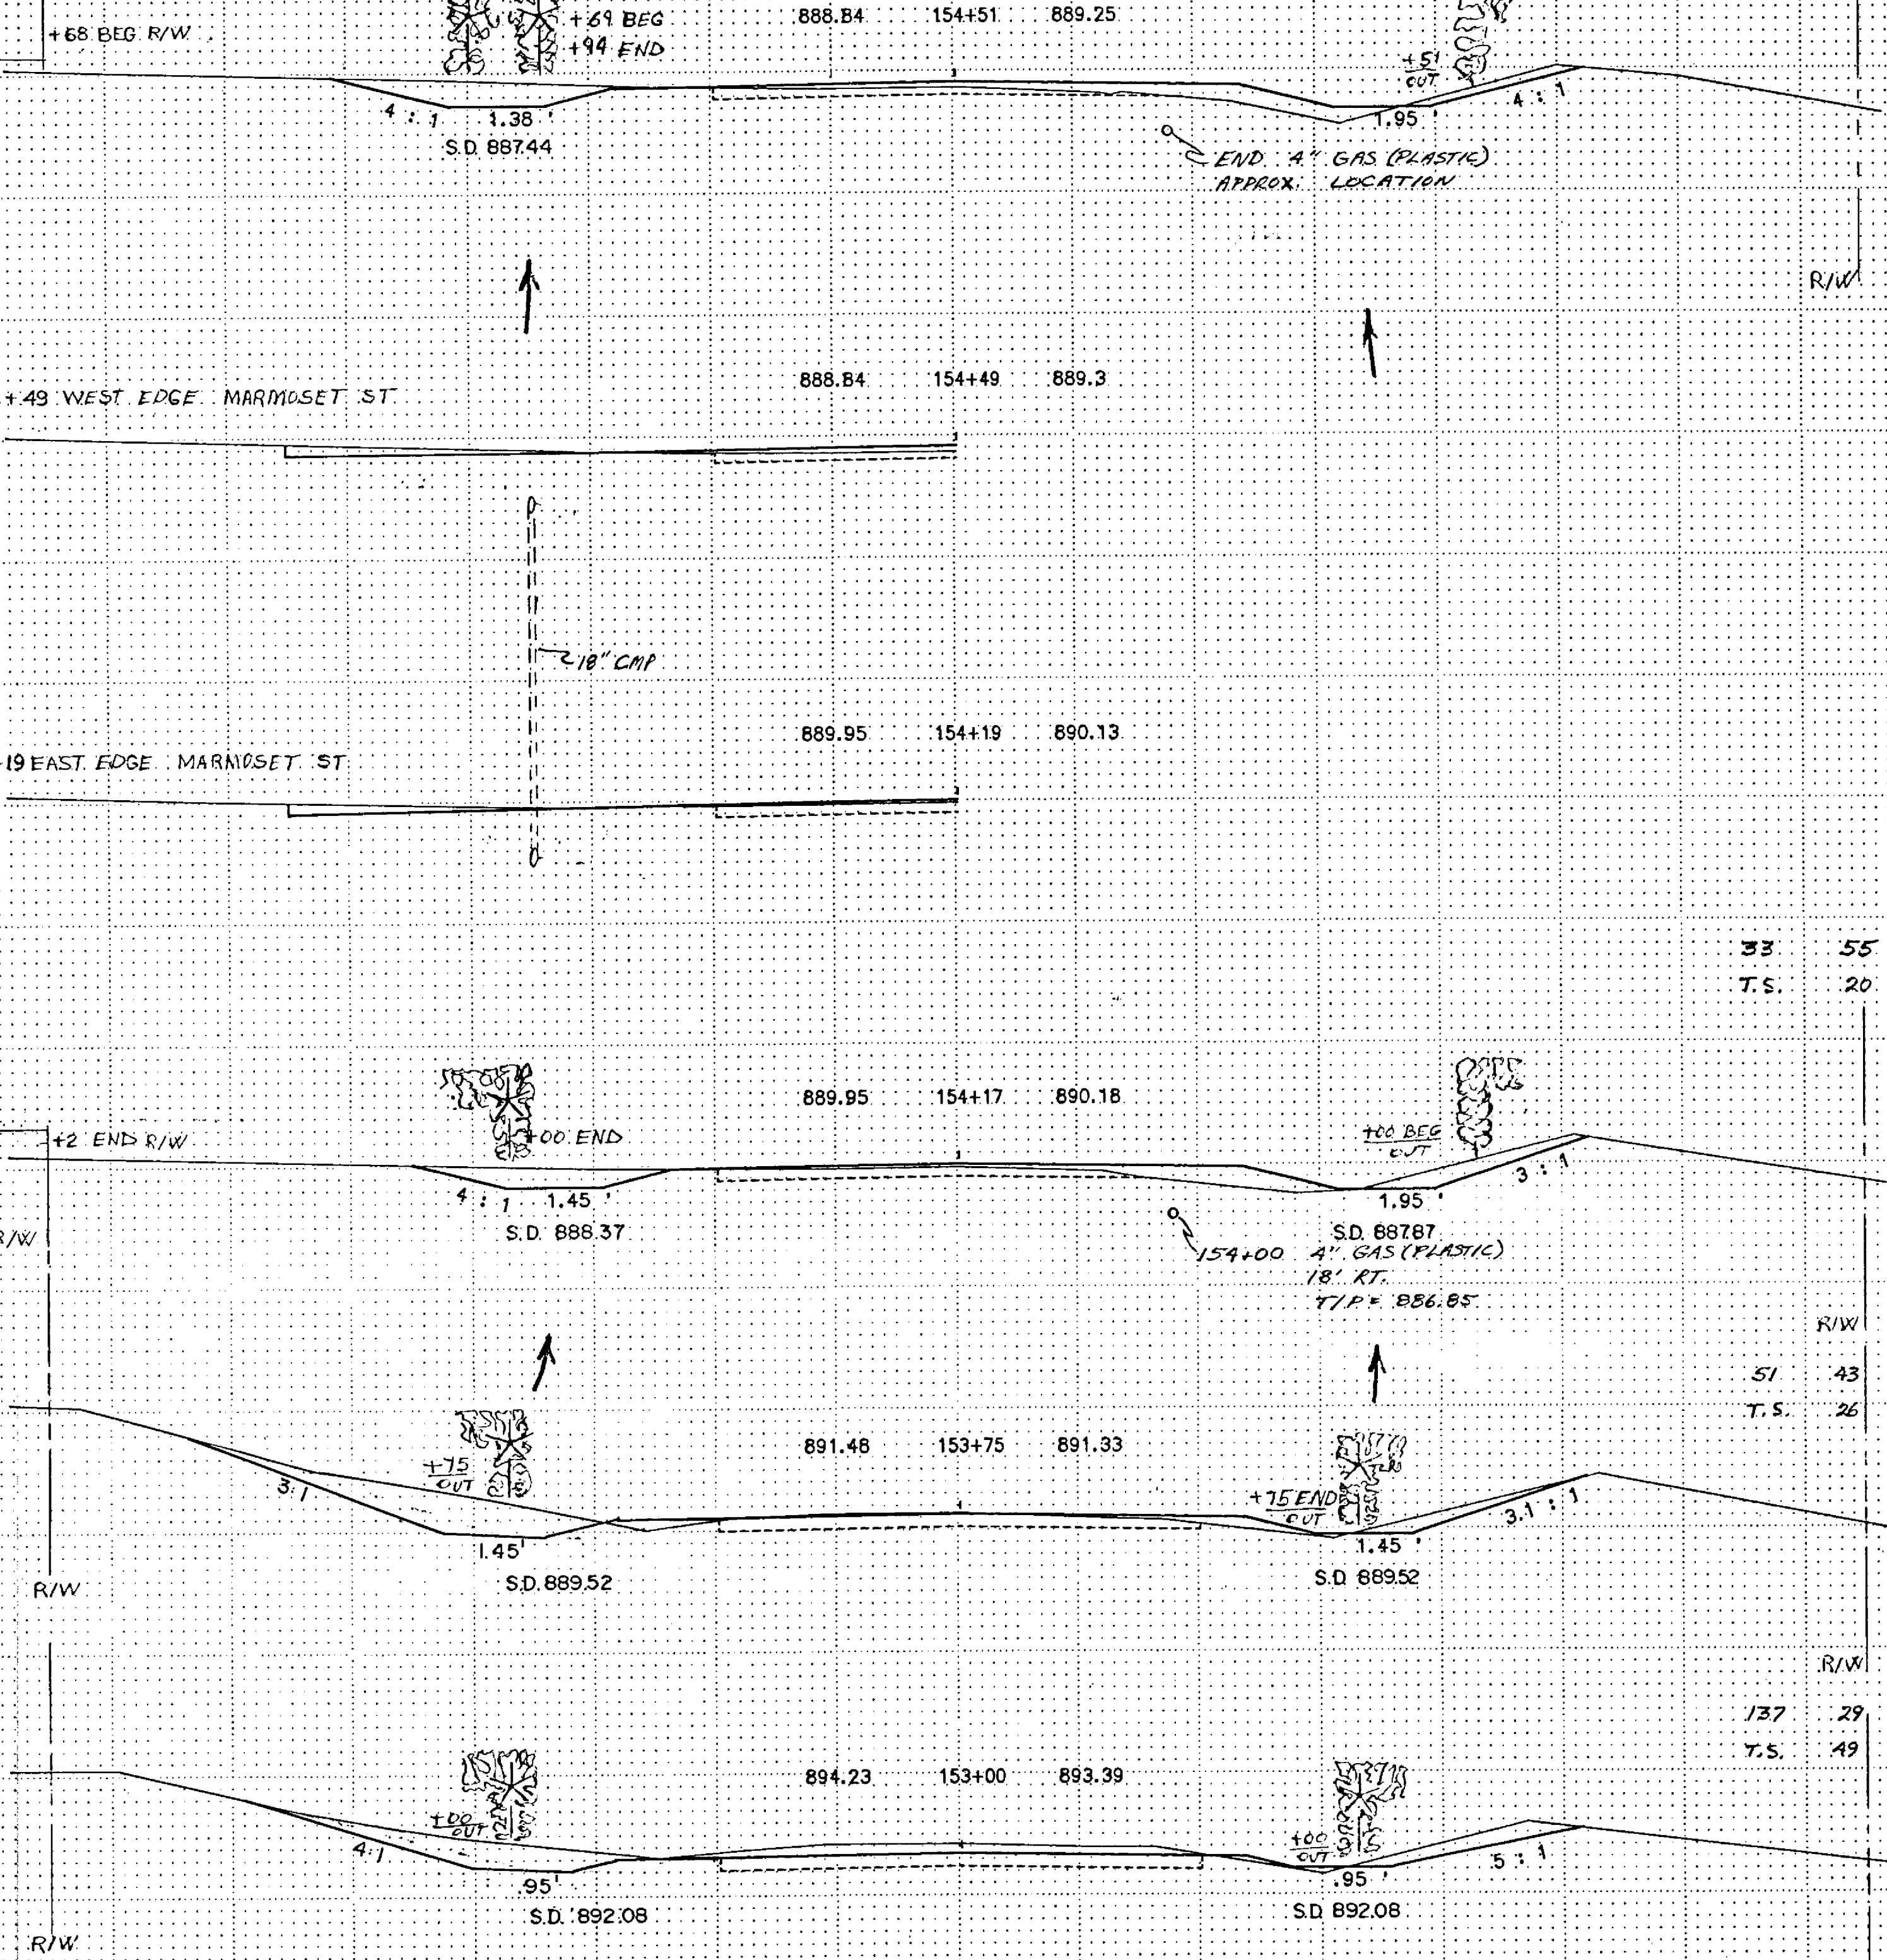 +69 BEG
888.84 154+51 889.25
+68 BEG R/W
+94 END
+51
OUT
4 : 1 1.38 '
1.95 ' 4 : 1
S.D. 887.44
END 4" GAS (PLASTIC)
APPROX. LOCATION
R/W
888.84 154+49 889.3
+49 WEST EDGE MARMOSET ST
18" CMP
889.95 154+19 890.13
19 EAST EDGE MARMOSET ST
33 55
T.S. 20
889.95 154+17 890.18
+2 END R/W
+00 END
+00 BEG
OUT
4 : 1 1.45 '
1.95 ' 3 : 1
S.D. 888.37
S.D. 887.87
R/W
154+00 4" GAS (PLASTIC)
18' RT.
T/P = 886.85
R/W
51 43
T.S. 26
891.48 153+75 891.33
+75
OUT
+75 END
OUT
3:1
3.1 : 1
1.45'
1.45 '
S.D. 889.52
S.D. 889.52
R/W
R/W
137 29
T.S. 49
894.23 153+00 893.39
+00
OUT
+00
OUT
4:1
5 : 1
.95'
.95 '
S.D. 892.08
S.D. 892.08
R/W